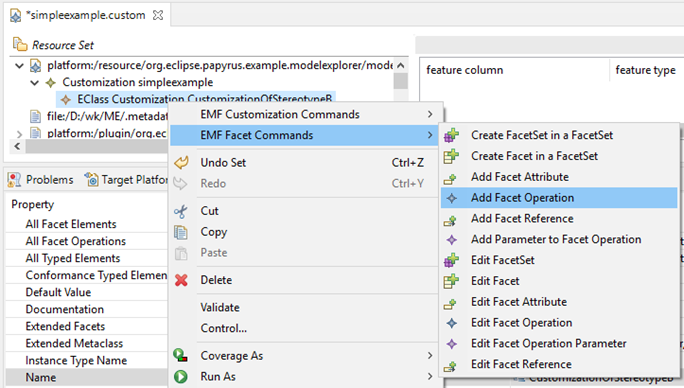 *simpleexample.custom
Resource Set
platform:/resource/org.eclipse.papyrus.example.modelexplorer/mode
Customization simpleexample
EClass Customization CustomizationOfStereotypeB
file:/D:/wk/ME/.metadat
platform:/plugin/org.ec
feature column
feature type
EMF Customization Commands
EMF Facet Commands
Undo Set Ctrl+Z
Redo Ctrl+Y
Cut
Copy
Paste
Delete
Validate
Control...
Coverage As
Run As
Create FacetSet in a FacetSet
Create Facet in a FacetSet
Add Facet Attribute
Add Facet Operation
Add Facet Reference
Add Parameter to Facet Operation
Edit FacetSet
Edit Facet
Edit Facet Attribute
Edit Facet Operation
Edit Facet Operation Parameter
Edit Facet Reference
Problems
Target Platfor
Property
All Facet Elements
All Facet Operations
All Typed Elements
Conformance Typed Elemen
Default Value
Documentation
Extended Facets
Extended Metaclass
Instance Type Name
Name
CustomizationOfStereotypeB